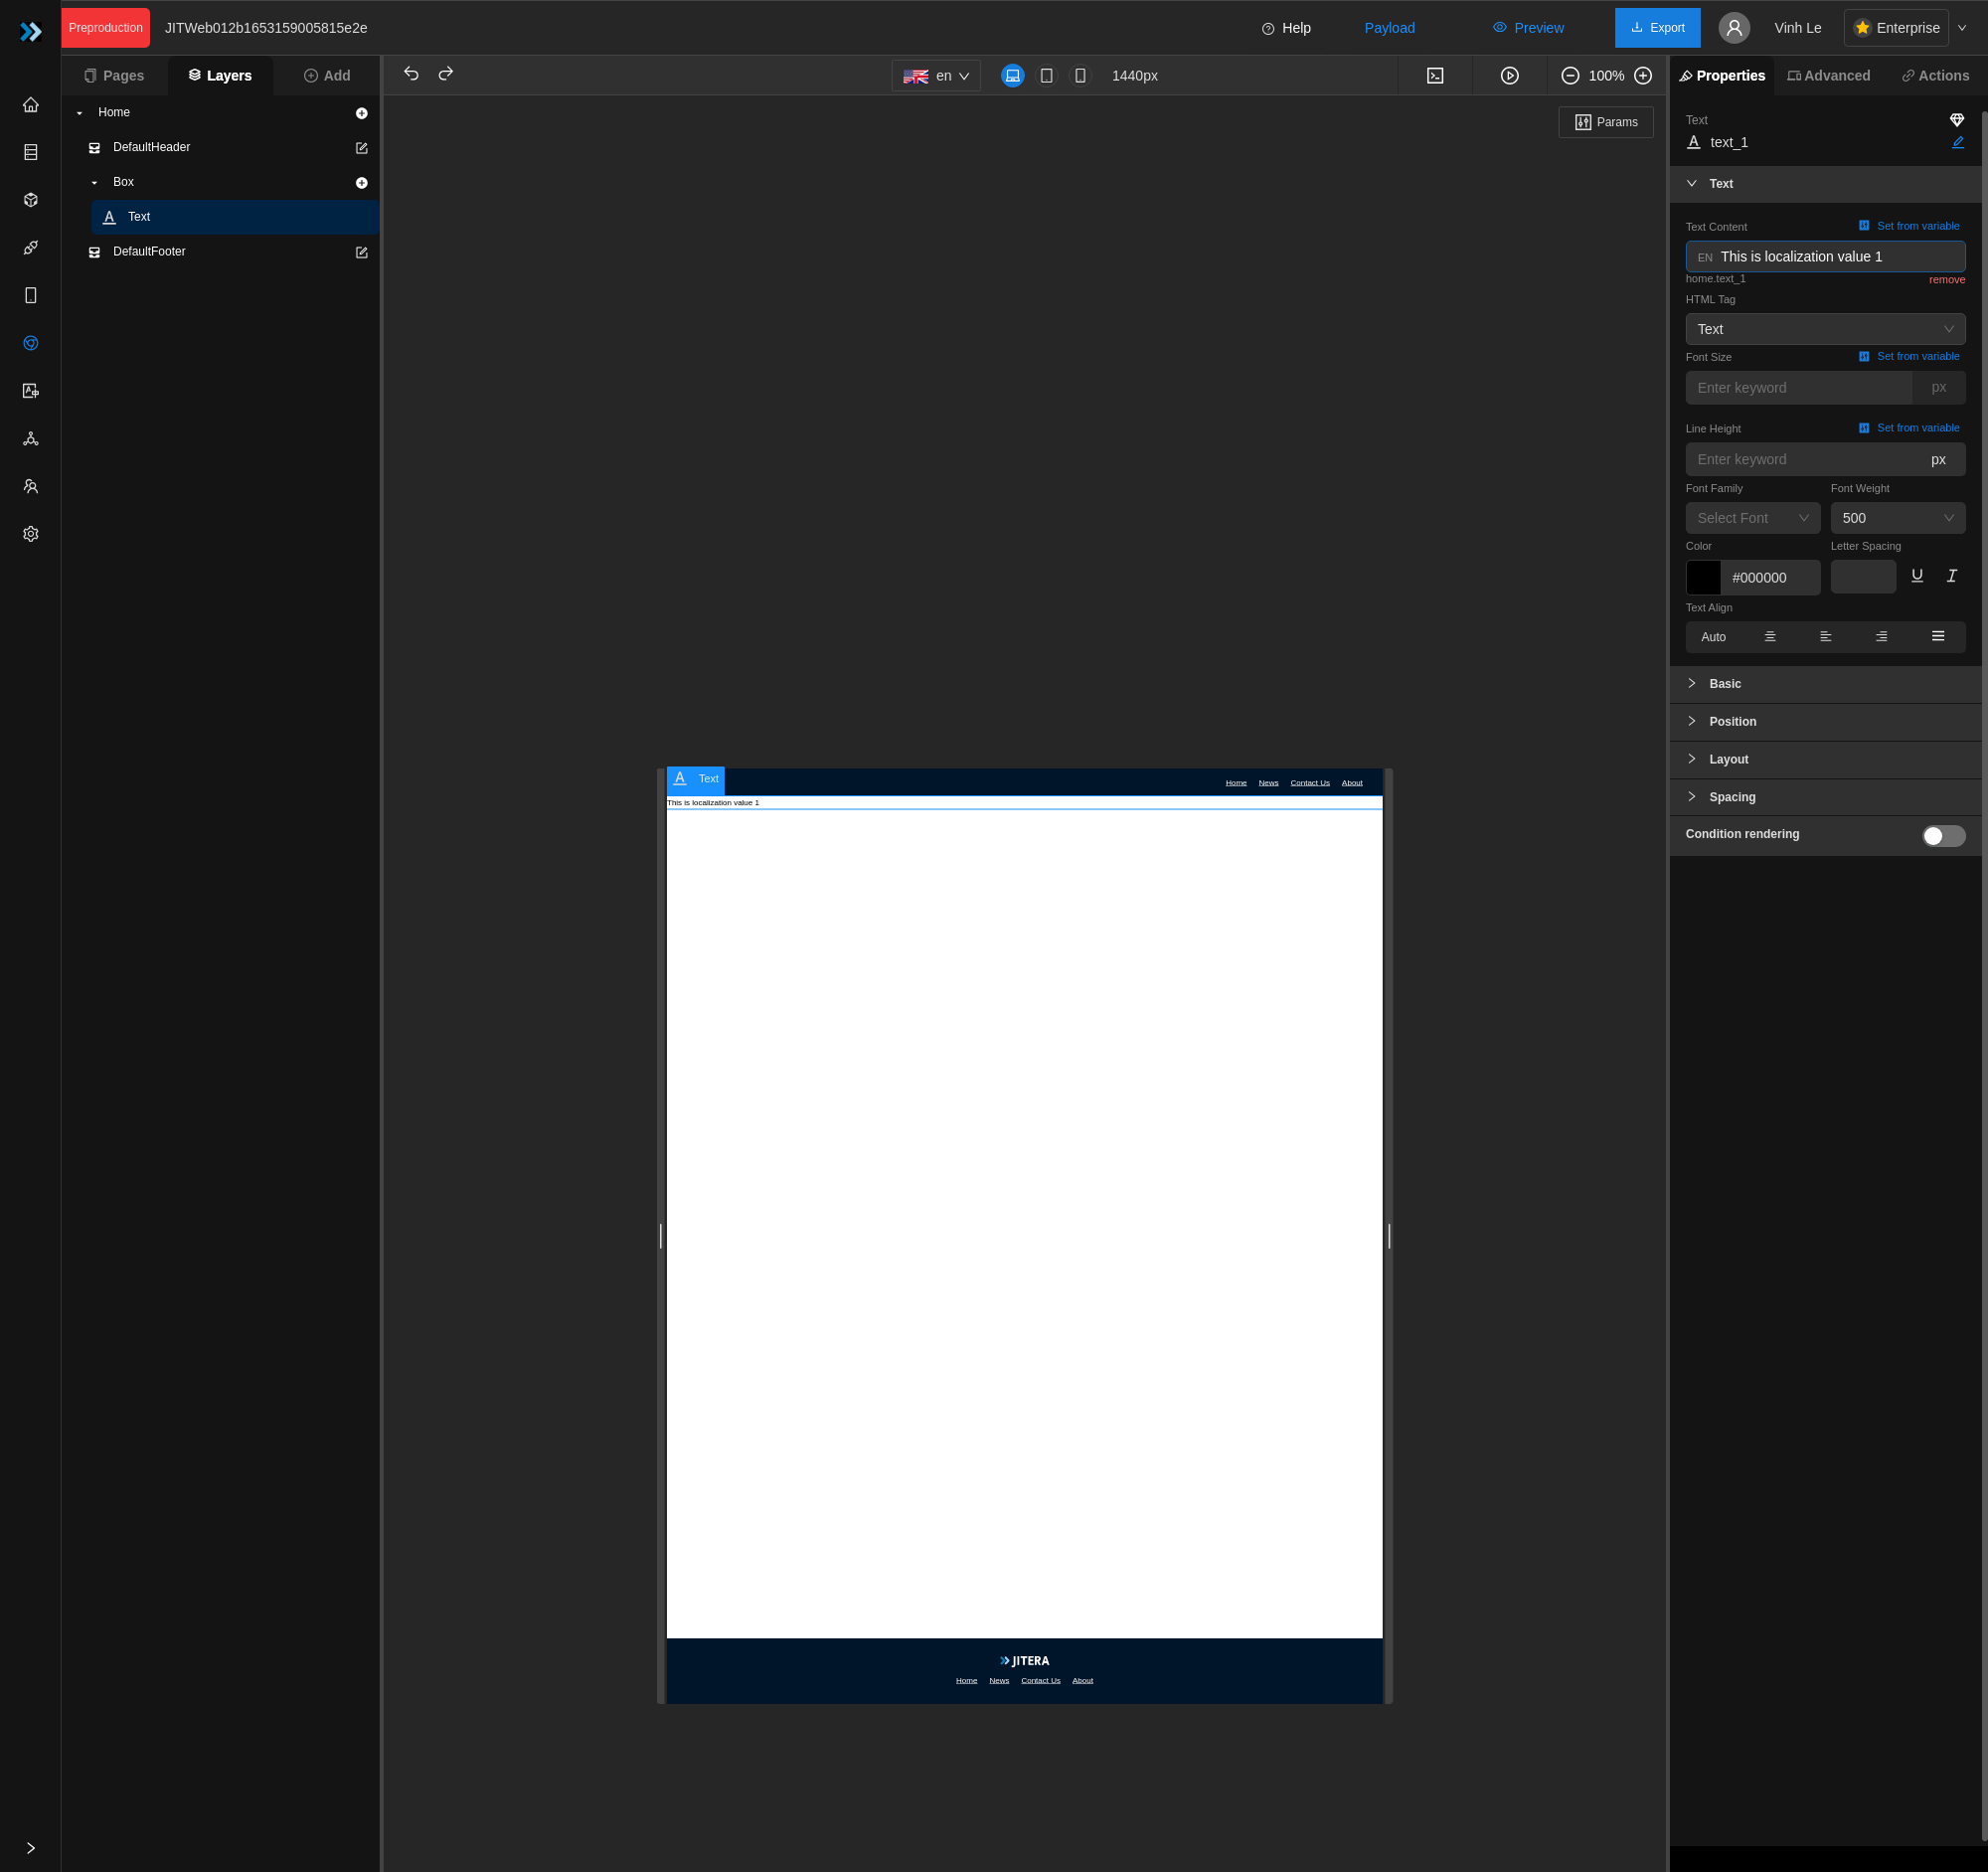 Preproduction JITWeb012b1653159005815e2e Help Payload Preview Export Vinh Le Enterprise
Pages Layers Add
en 1440px 100%
Properties Advanced Actions
Home
DefaultHeader
Box
Text
DefaultFooter
Params
Text
text_1
Text
Text Content Set from variable
EN This is localization value 1
home.text_1 remove
HTML Tag
Text
Font Size Set from variable
Enter keyword px
Line Height Set from variable
Enter keyword px
Font Family Font Weight
Select Font 500
Color Letter Spacing
#000000
Text Align
Auto
Basic
Position
Layout
Spacing
Condition rendering
Text Home News Contact Us About
This is localization value 1
JITERA
Home News Contact Us About